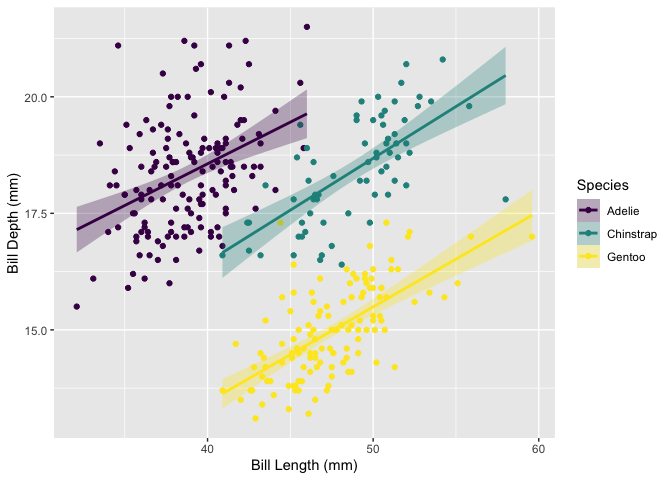 20.0
17.5
15.0
Bill Depth (mm)
40
50
60
Bill Length (mm)
Species
Adelie
Chinstrap
Gentoo